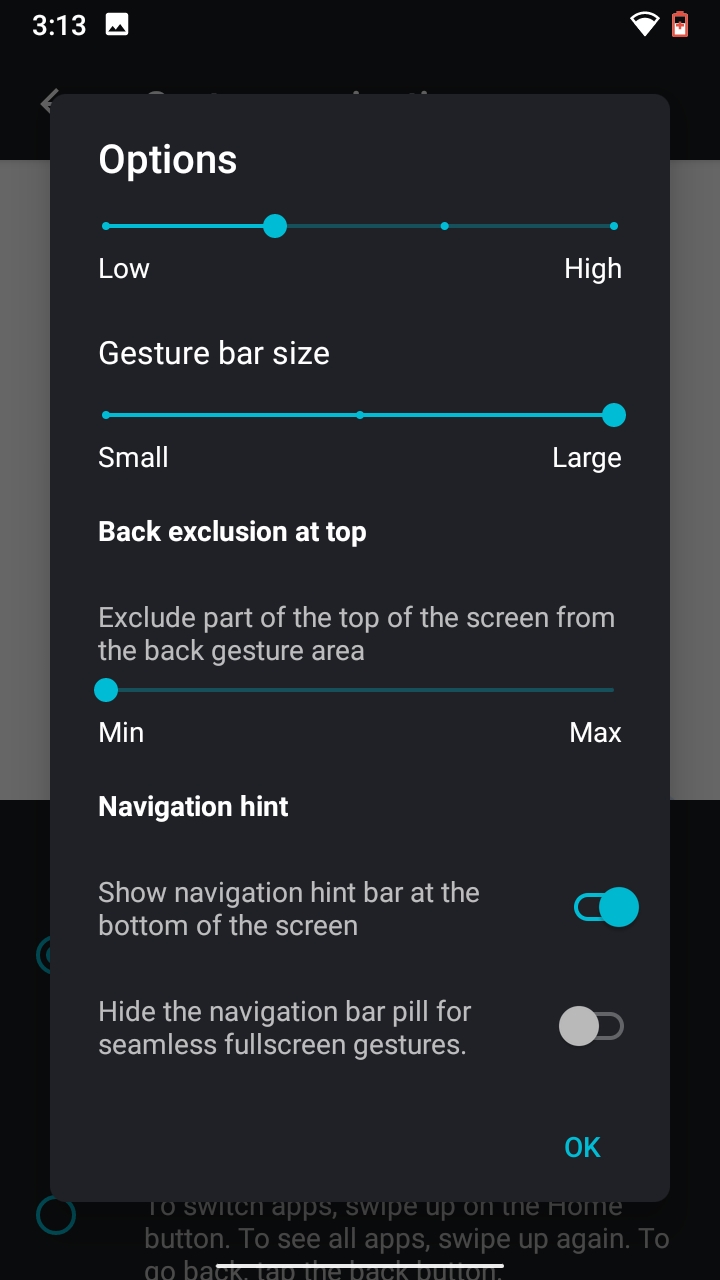 3:13
Options
Low High
Gesture bar size
Small Large
Back exclusion at top
Exclude part of the top of the screen from
the back gesture area
Min Max
Navigation hint
Show navigation hint bar at the
bottom of the screen
Hide the navigation bar pill for
seamless fullscreen gestures.
OK
To switch apps, swipe up on the Home
button. To see all apps, swipe up again. To
go back, tap the back button.